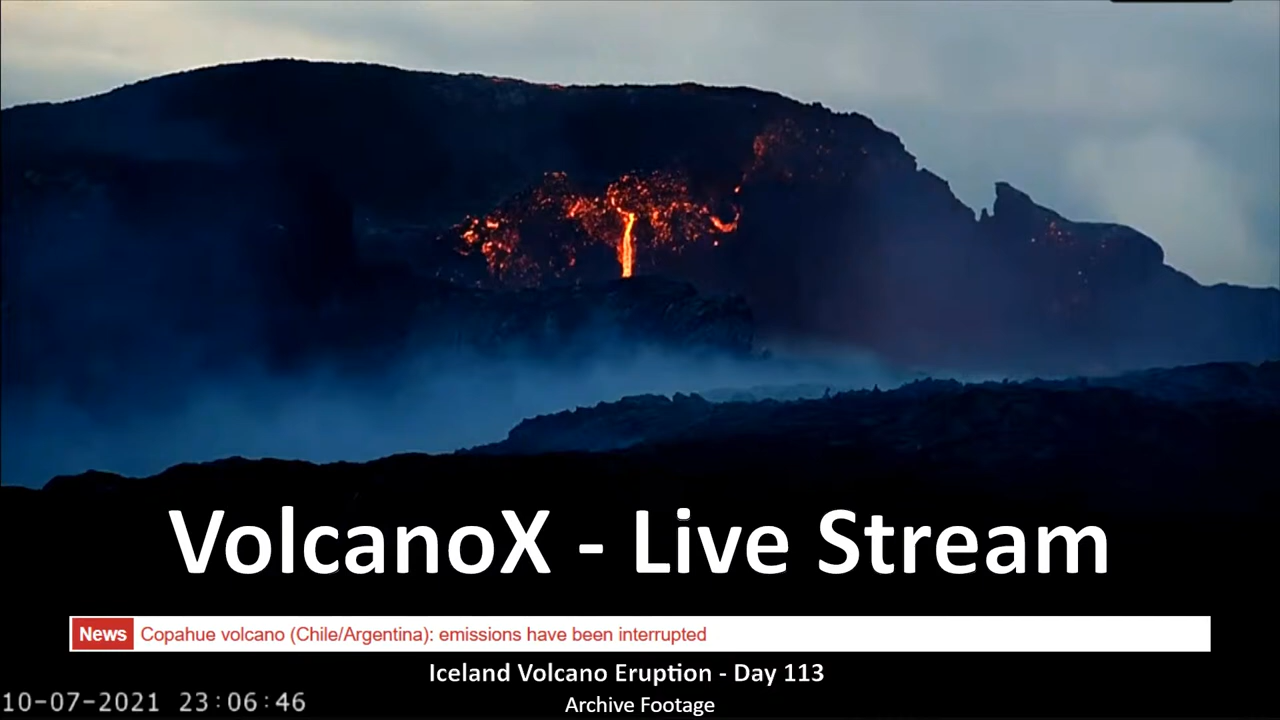 VolcanoX - Live Stream
News Copahue volcano (Chile/Argentina): emissions have been interrupted
Iceland Volcano Eruption - Day 113
10-07-2021 23:06:46
Archive Footage